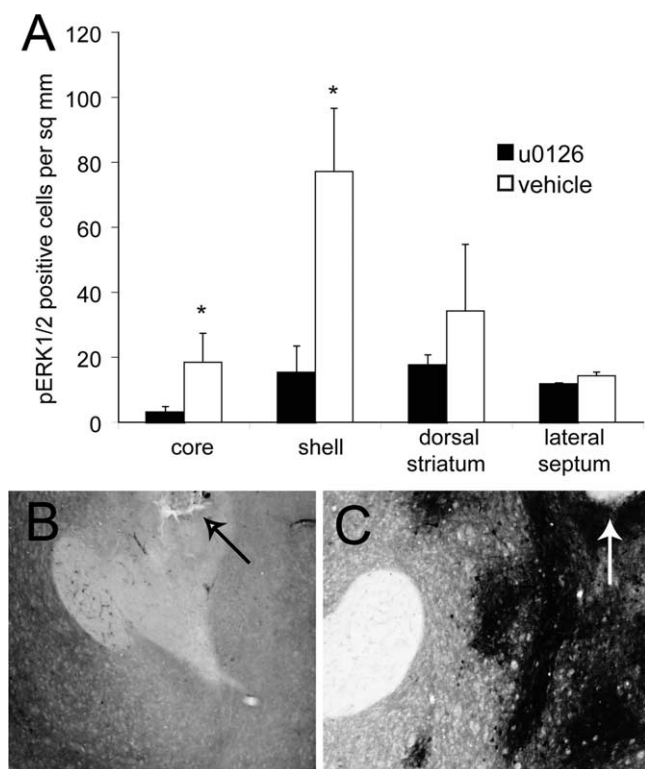 A
pERK1/2 positive cells per sq mm
120
100
80
60
40
20
0
*
*
u0126
vehicle
core
shell
dorsal
striatum
lateral
septum
B
C